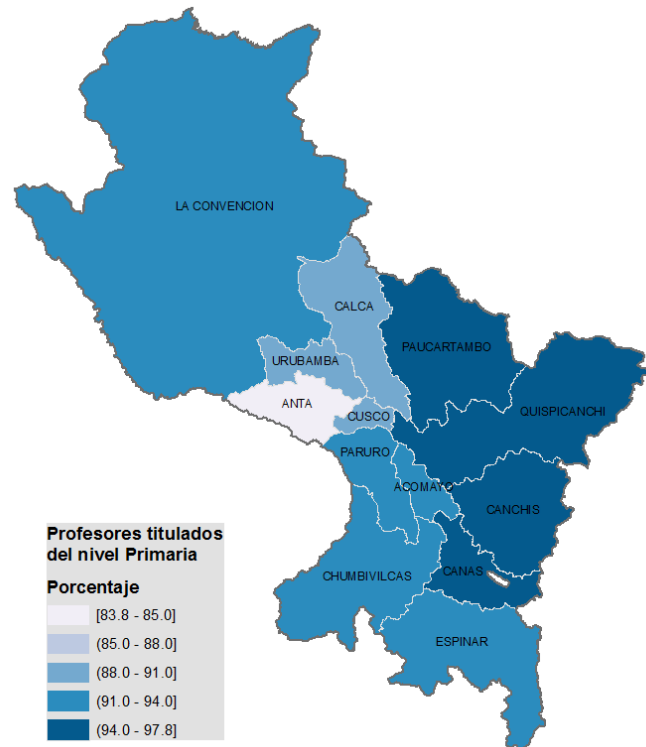 LA CONVENCION
CALCA
PAUCARTAMBO
URUBAMBA
ANTA
QUISPICANCHI
CUSCO
PARURO
ACOMAYO
CANCHIS
CANAS
CHUMBIVILCAS
ESPINAR
Profesores titulados
del nivel Primaria
Porcentaje
[83.8 - 85.0]
(85.0 - 88.0]
(88.0 - 91.0]
(91.0 - 94.0]
(94.0 - 97.8]